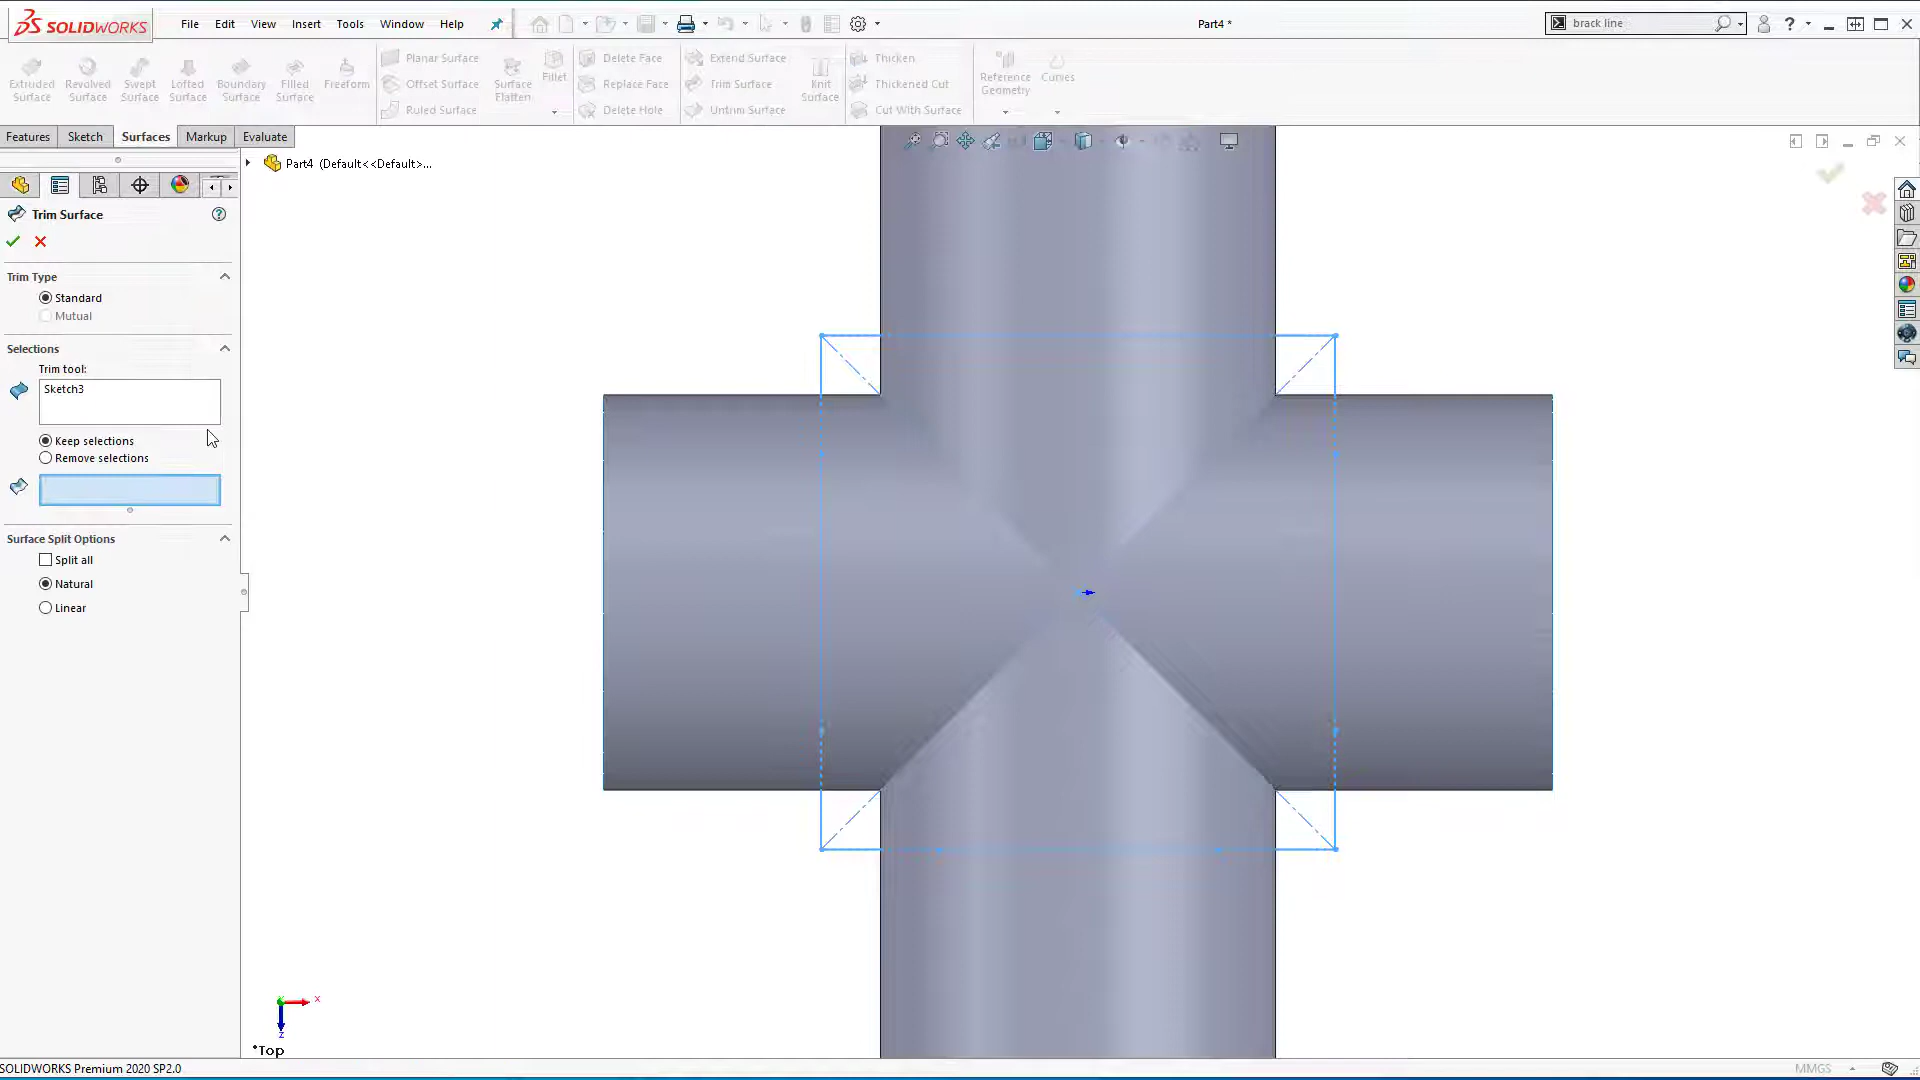 SOLIDWORKS File Edit View Insert Tools Window Help Part4 * brack line
Extruded Surface
Revolved Surface
Swept Surface
Lofted Surface
Boundary Surface
Filled Surface
Freeform
Planar Surface
Offset Surface
Ruled Surface
Surface Flatten
Fillet
Delete Face
Replace Face
Delete Hole
Extend Surface
Trim Surface
Untrim Surface
Knit Surface
Thicken
Thickened Cut
Cut With Surface
Reference Geometry
Curves
Features Sketch Surfaces Markup Evaluate
Part4 (Default<<Default>...
Trim Surface
Trim Type
Standard
Mutual
Selections
Trim tool:
Sketch3
Keep selections
Remove selections
Surface Split Options
Split all
Natural
Linear
x
z
*Top
SOLIDWORKS Premium 2020 SP2.0 MMGS